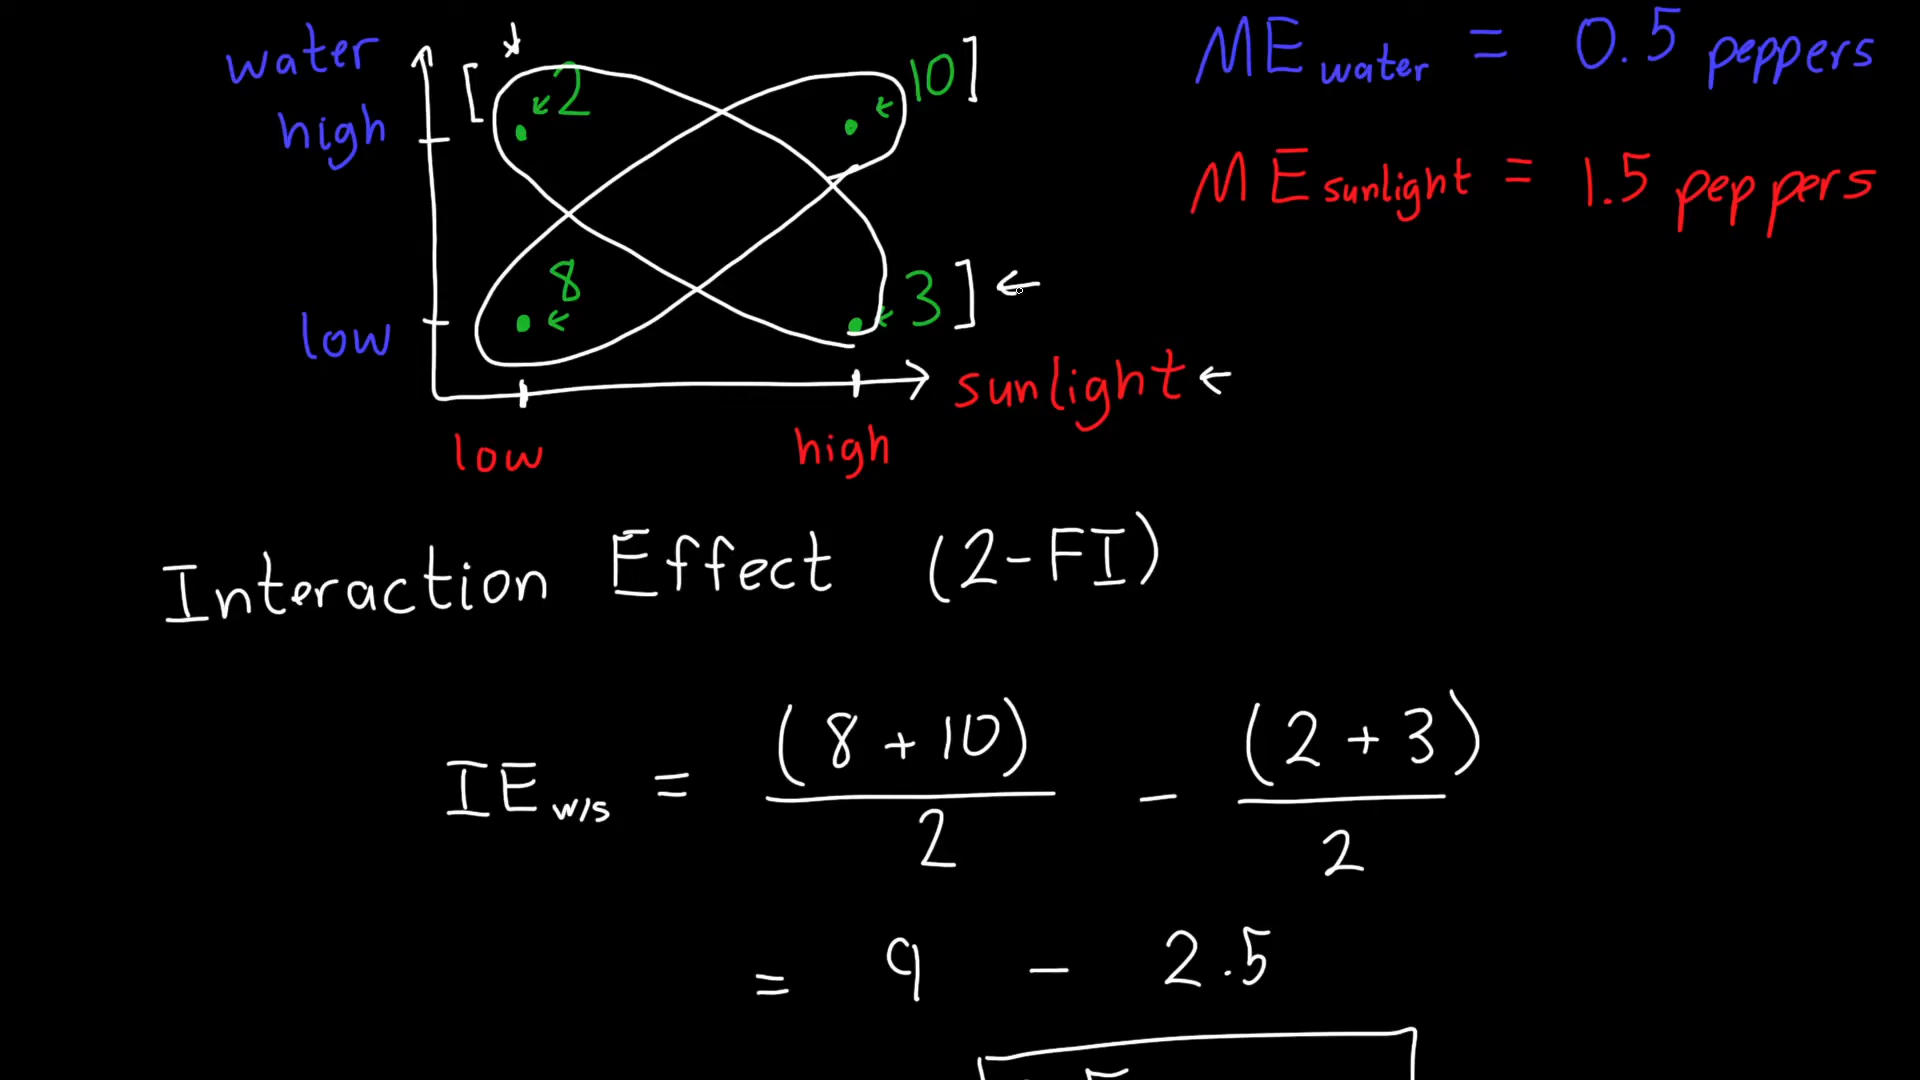 water
[ 2 10 ]
high
ME water = 0.5 peppers
ME sunlight = 1.5 peppers
8 3 ] ←
low
sunlight ←
low high
Interaction Effect (2-FI)
IE w/s = (8 + 10) / 2 - (2 + 3) / 2
= 9 - 2.5